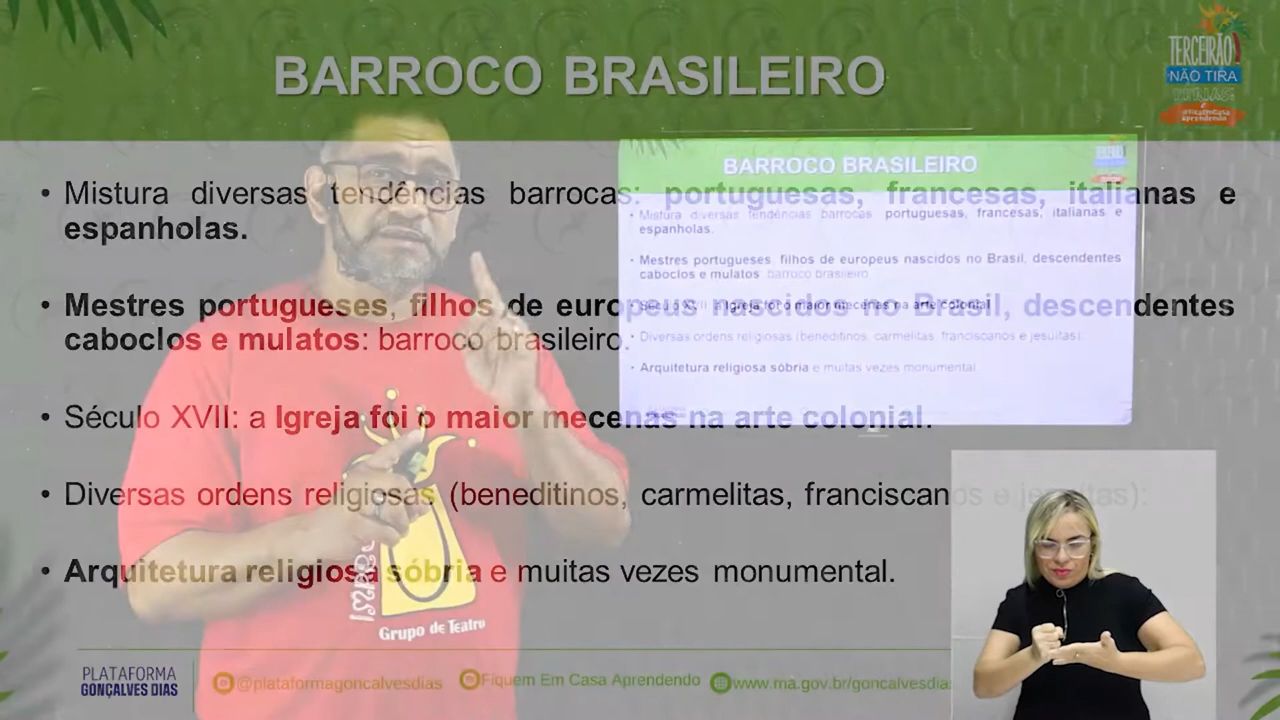 BARROCO BRASILEIRO
TERCEIRÃO
NÃO TIRA
FÉRIAS:
#FicaEmCasa
Aprendendo
• Mistura diversas tendências barrocas: portuguesas, francesas, italianas e
espanholas.
• Mestres portugueses, filhos de europeus nascidos no Brasil, descendentes
caboclos e mulatos: barroco brasileiro.
• Século XVII: a Igreja foi o maior mecenas na arte colonial.
• Diversas ordens religiosas (beneditinos, carmelitas, franciscanos e jesuítas):
• Arquitetura religiosa sóbria e muitas vezes monumental.
BARROCO BRASILEIRO
• Mistura diversas tendências barrocas: portuguesas, francesas, italianas e
espanholas.
• Mestres portugueses, filhos de europeus nascidos no Brasil, descendentes
caboclos e mulatos: barroco brasileiro.
• Século XVII: a Igreja foi o maior mecenas na arte colonial.
• Diversas ordens religiosas (beneditinos, carmelitas, franciscanos e jesuítas):
• Arquitetura religiosa sóbria e muitas vezes monumental.
Grupo de Teatro
PLATAFORMA
GONÇALVES DIAS
@plataformagoncalvesdias
Fiquem Em Casa Aprendendo
www.ma.gov.br/goncalvesdias